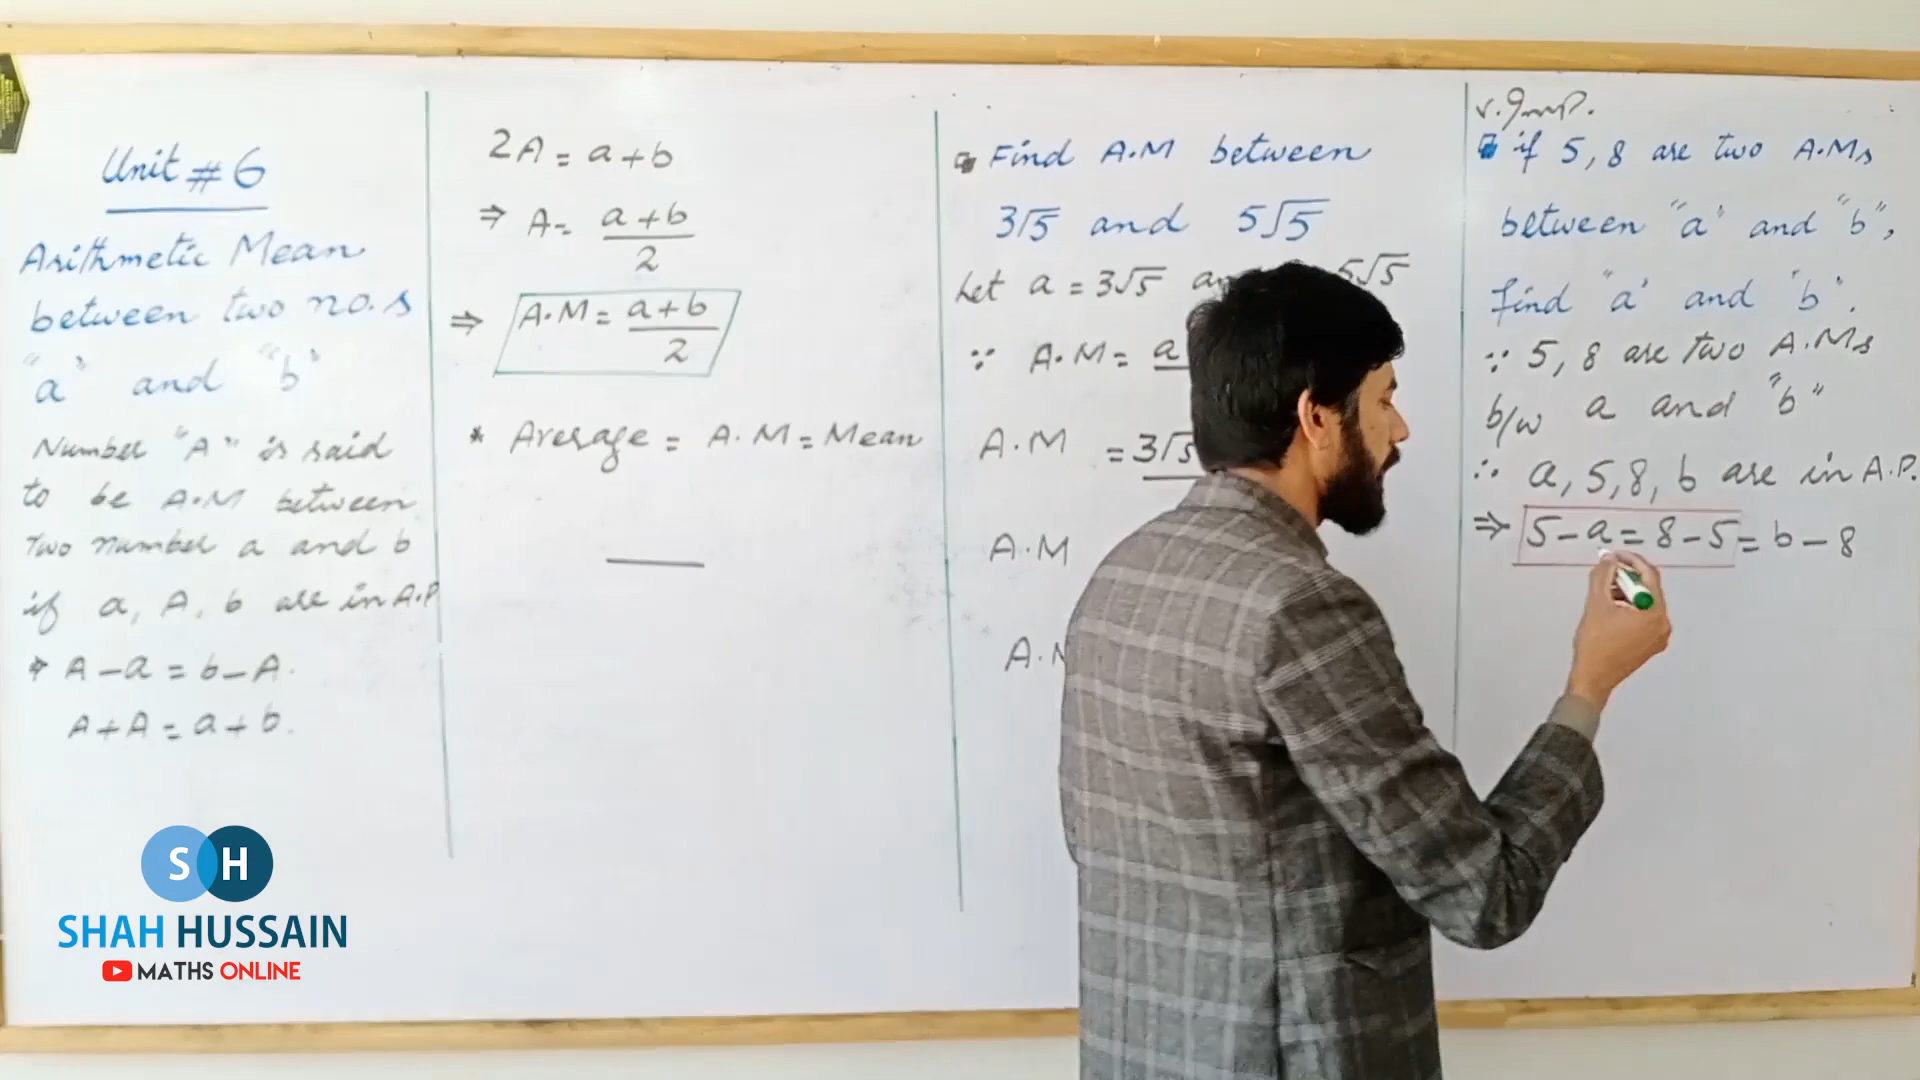 Unit # 6
Arithmetic Mean
between two no.s
"a" and "b"
Number "A" is said
to be A.M between
two number a and b
if a, A, b are in A.P
⇒ A - a = b - A.
A + A = a + b.
2A = a + b
⇒ A = a + b / 2
⇒ A.M = a + b / 2
* Average = A.M = Mean
Find A.M between
3√5 and 5√5
Let a = 3√5 5√5
∵ A.M = a
A.M = 3√5
A.M
A.M
v.Imp.
if 5, 8 are two A.Ms
between "a" and "b",
find "a" and "b".
∵ 5, 8 are two A.Ms
b/w a and "b"
∴ a, 5, 8, b are in A.P.
⇒ 5 - a = 8 - 5 = b - 8
SH
SHAH HUSSAIN
MATHS ONLINE